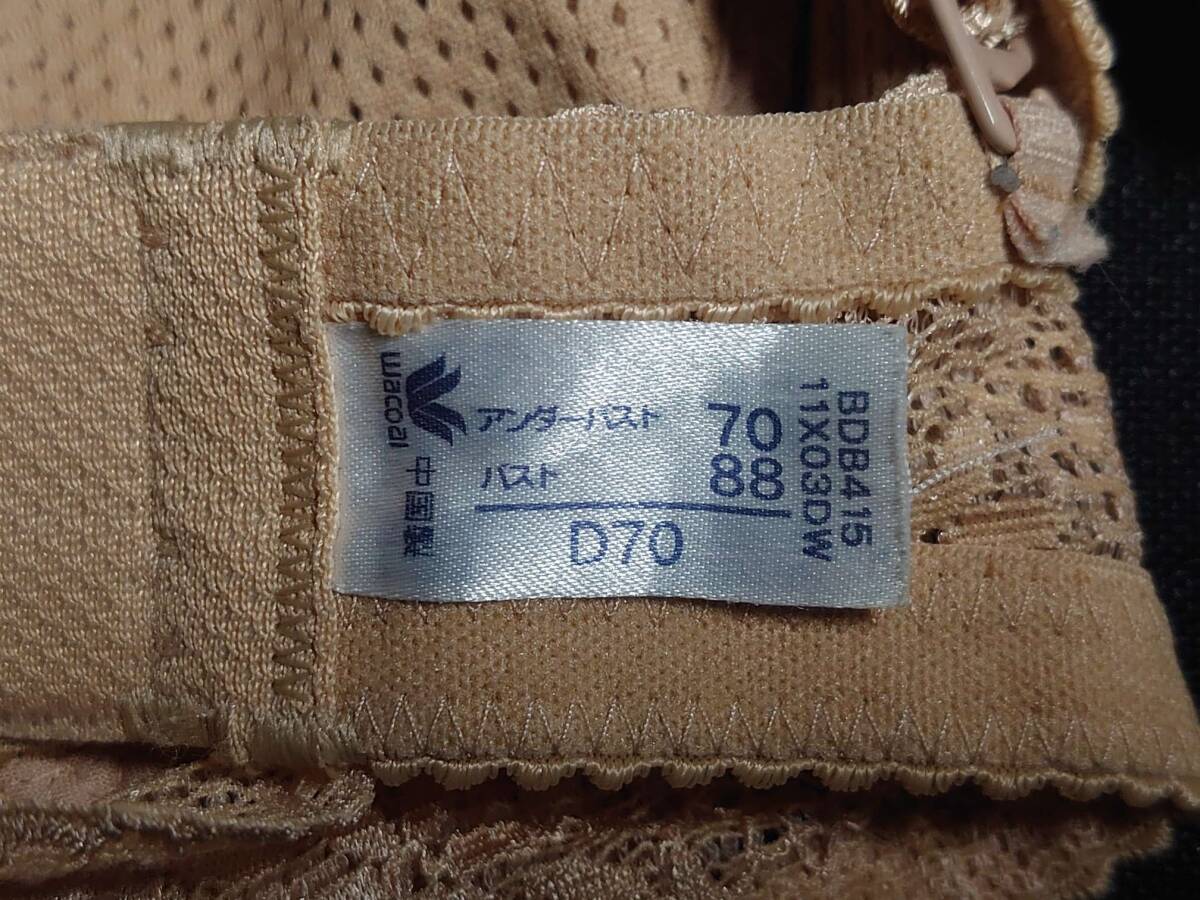 Wacoal
中国製
アンダーバスト 70
バスト 88
D70
BDB415
11X03DW